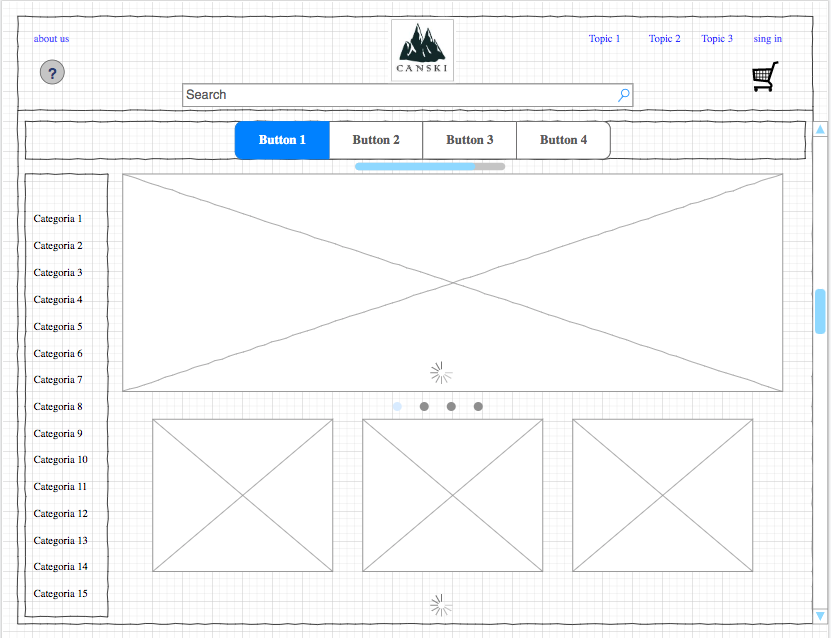 about us
Topic 1 Topic 2 Topic 3 sing in
CANSKI
?
Search
Button 1 Button 2 Button 3 Button 4
Categoria 1
Categoria 2
Categoria 3
Categoria 4
Categoria 5
Categoria 6
Categoria 7
Categoria 8
Categoria 9
Categoria 10
Categoria 11
Categoria 12
Categoria 13
Categoria 14
Categoria 15